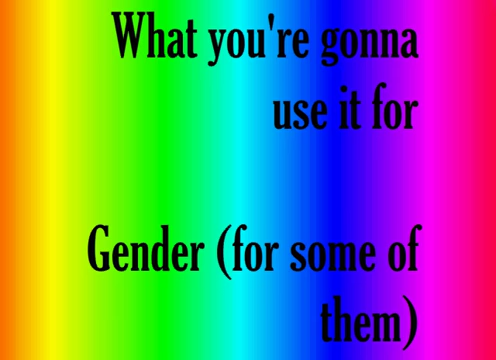 What you're gonna
use it for
Gender (for some of
them)